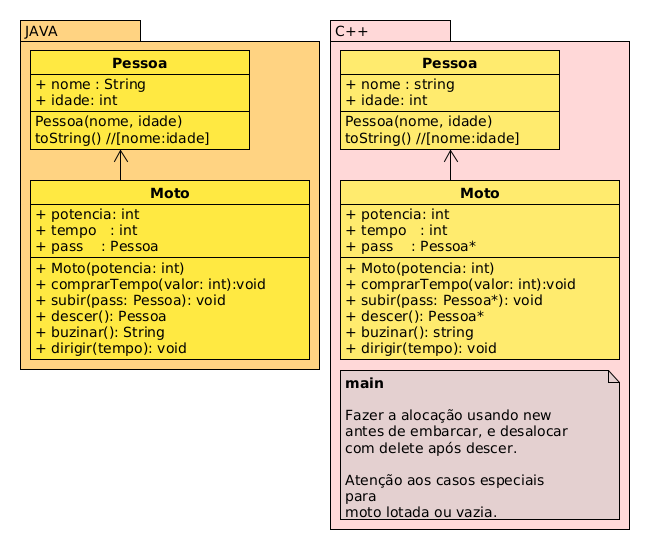 JAVA
Pessoa
+ nome : String
+ idade: int
Pessoa(nome, idade)
toString() //[nome:idade]
Moto
+ potencia: int
+ tempo   : int
+ pass    : Pessoa
+ Moto(potencia: int)
+ comprarTempo(valor: int):void
+ subir(pass: Pessoa): void
+ descer(): Pessoa
+ buzinar(): String
+ dirigir(tempo): void
C++
Pessoa
+ nome : string
+ idade: int
Pessoa(nome, idade)
toString() //[nome:idade]
Moto
+ potencia: int
+ tempo   : int
+ pass    : Pessoa*
+ Moto(potencia: int)
+ comprarTempo(valor: int):void
+ subir(pass: Pessoa*): void
+ descer(): Pessoa*
+ buzinar(): string
+ dirigir(tempo): void
main
Fazer a alocação usando new
antes de embarcar, e desalocar
com delete após descer.
Atenção aos casos especiais
para
moto lotada ou vazia.